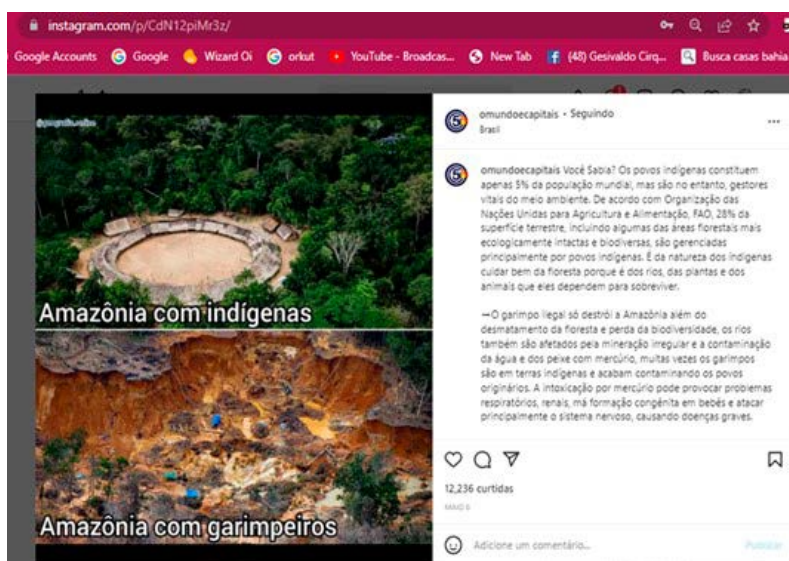 instagram.com/p/CdN12piMr3z/
Google Accounts Google Wizard Oi orkut YouTube - Broadcas... New Tab (48) Gesivaldo Cirq... Busca casas bahia
@geografia.online
Amazônia com indígenas
Amazônia com garimpeiros
omundoecapitais • Seguindo
Brasil
omundoecapitais Você Sabia? Os povos indígenas constituem
apenas 5% da população mundial, mas são no entanto, gestores
vitais do meio ambiente. De acordo com Organização das
Nações Unidas para Agricultura e Alimentação, FAO, 28% da
superfície terrestre, incluindo algumas das áreas florestais mais
ecologicamente intactas e biodiversas, são gerenciadas
principalmente por povos indígenas. É da natureza dos indígenas
cuidar bem da floresta porque é dos rios, das plantas e dos
animais que eles dependem para sobreviver.
→O garimpo ilegal só destrói a Amazônia além do
desmatamento da floresta e perda da biodiversidade, os rios
também são afetados pela mineração irregular e a contaminação
da água e dos peixe com mercúrio, muitas vezes os garimpos
são em terras indígenas e acabam contaminando os povos
originários. A intoxicação por mercúrio pode provocar problemas
respiratórios, renais, má formação congênita em bebês e atacar
principalmente o sistema nervoso, causando doenças graves.
12,236 curtidas
MAIO 6
Adicione um comentário... Publicar